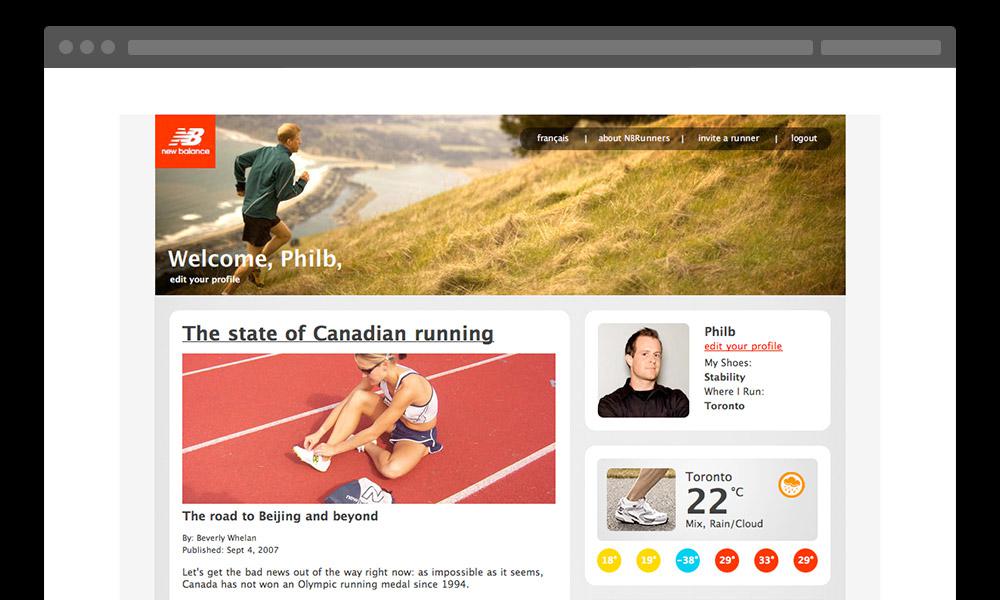 NB
new balance
français | about NBRunners | invite a runner | logout
Welcome, Philb,
edit your profile
The state of Canadian running
N
new balance
The road to Beijing and beyond
By: Beverly Whelan
Published: Sept 4, 2007
Let's get the bad news out of the way right now: as impossible as it seems,
Canada has not won an Olympic running medal since 1994.
Philb
edit your profile
My Shoes:
Stability
Where I Run:
Toronto
Toronto
22°C
Mix, Rain/Cloud
18° 19° -38° 29° 33° 29°